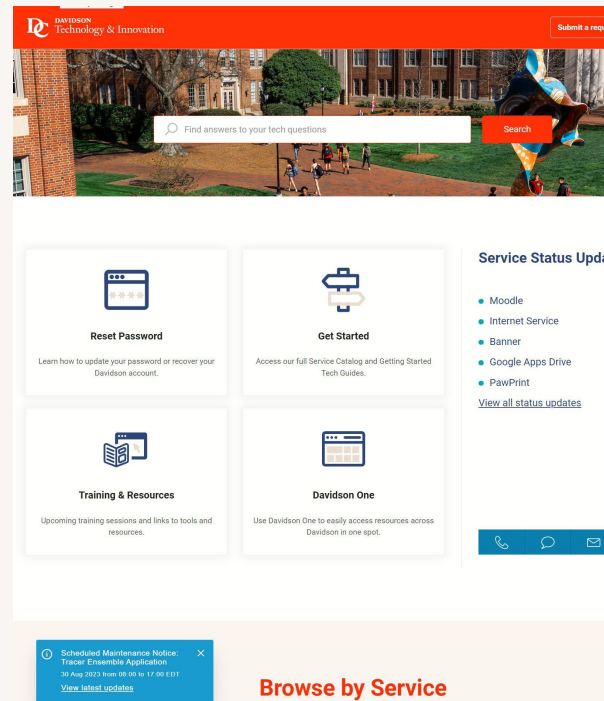 DAVIDSON
Technology & Innovation
Submit a requ
Find answers to your tech questions
Search
Reset Password
Learn how to update your password or recover your
Davidson account.
Get Started
Access our full Service Catalog and Getting Started
Tech Guides.
Training & Resources
Upcoming training sessions and links to tools and
resources.
Davidson One
Use Davidson One to easily access resources across
Davidson in one spot.
Service Status Upda
Moodle
Internet Service
Banner
Google Apps Drive
PawPrint
View all status updates
Scheduled Maintenance Notice:
Tracer Ensemble Application
30 Aug 2023 from 08:00 to 17:00 EDT
View latest updates
Browse by Service